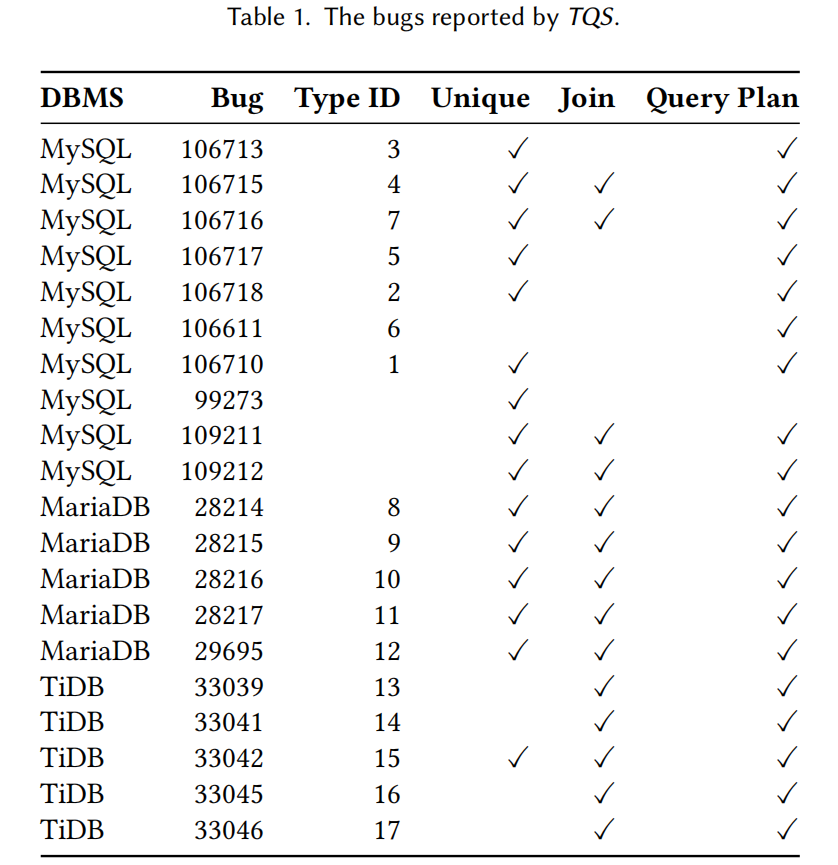 Table 1. The bugs reported by TQS.
DBMS Bug Type ID Unique Join Query Plan
MySQL 106713 3 ✓ ✓
MySQL 106715 4 ✓ ✓ ✓
MySQL 106716 7 ✓ ✓ ✓
MySQL 106717 5 ✓ ✓
MySQL 106718 2 ✓ ✓
MySQL 106611 6 ✓
MySQL 106710 1 ✓ ✓
MySQL 99273 ✓
MySQL 109211 ✓ ✓ ✓
MySQL 109212 ✓ ✓ ✓
MariaDB 28214 8 ✓ ✓ ✓
MariaDB 28215 9 ✓ ✓ ✓
MariaDB 28216 10 ✓ ✓ ✓
MariaDB 28217 11 ✓ ✓ ✓
MariaDB 29695 12 ✓ ✓ ✓
TiDB 33039 13 ✓ ✓
TiDB 33041 14 ✓ ✓
TiDB 33042 15 ✓ ✓ ✓
TiDB 33045 16 ✓ ✓
TiDB 33046 17 ✓ ✓